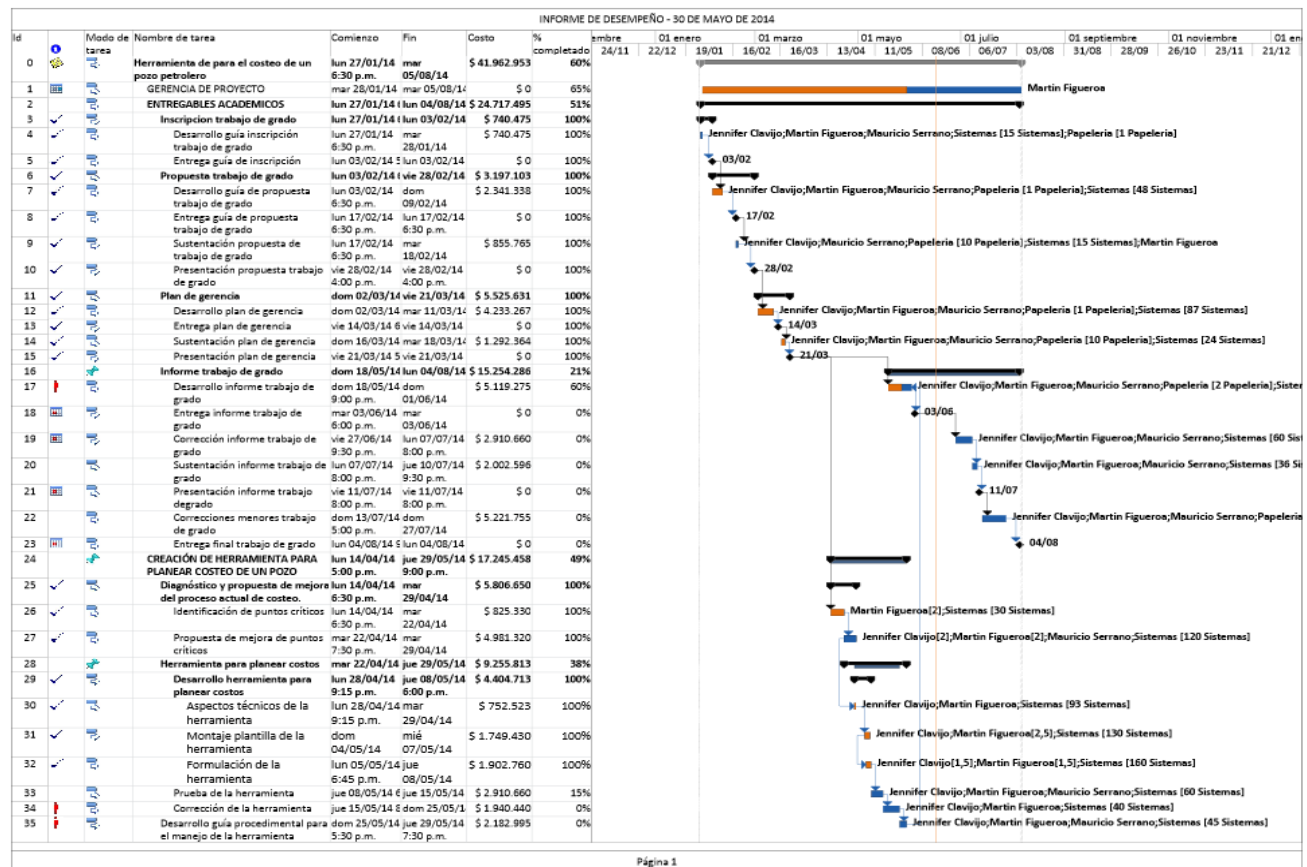 INFORME DE DESEMPEÑO - 30 DE MAYO DE 2014
Id Modo de tarea Nombre de tarea Comienzo Fin Costo % completado
embre 01 enero 01 marzo 01 mayo 01 julio 01 septiembre 01 noviembre 01 en
24/11 22/12 19/01 16/02 16/03 13/04 11/05 08/06 06/07 03/08 31/08 28/09 26/10 23/11 21/12
0 Herramienta de para el costeo de un pozo petrolero lun 27/01/14 6:30 p.m. mar 05/08/14 $ 41.962.953 60%
1 GERENCIA DE PROYECTO mar 28/01/14 mar 05/08/14 $ 0 65% Martin Figueroa
2 ENTREGABLES ACADEMICOS lun 27/01/14 lun 04/08/14 $ 24.717.495 51%
3 Inscripcion trabajo de grado lun 27/01/14 lun 03/02/14 $ 740.475 100%
4 Desarrollo guía inscripción trabajo de grado lun 27/01/14 6:30 p.m. mar 28/01/14 $ 740.475 100% Jennifer Clavijo;Martin Figueroa;Mauricio Serrano;Sistemas [15 Sistemas];Papeleria [1 Papeleria]
5 Entrega guía de inscripción lun 03/02/14 5 lun 03/02/14 $ 0 100% 03/02
6 Propuesta trabajo de grado lun 03/02/14 vie 28/02/14 $ 3.197.103 100%
7 Desarrollo guía de propuesta trabajo de grado lun 03/02/14 6:30 p.m. dom 09/02/14 $ 2.341.338 100% Jennifer Clavijo;Martin Figueroa;Mauricio Serrano;Papeleria [1 Papeleria];Sistemas [48 Sistemas]
8 Entrega guía de propuesta trabajo de grado lun 17/02/14 6:30 p.m. lun 17/02/14 6:30 p.m. $ 0 100% 17/02
9 Sustentación propuesta de trabajo de grado lun 17/02/14 6:30 p.m. mar 18/02/14 $ 855.765 100% Jennifer Clavijo;Mauricio Serrano;Papeleria [10 Papeleria];Sistemas [15 Sistemas];Martin Figueroa
10 Presentación propuesta trabajo de grado vie 28/02/14 4:00 p.m. vie 28/02/14 4:00 p.m. $ 0 100% 28/02
11 Plan de gerencia dom 02/03/14 vie 21/03/14 $ 5.525.631 100%
12 Desarrollo plan de gerencia dom 02/03/14 mar 11/03/14 $ 4.233.267 100% Jennifer Clavijo;Martin Figueroa;Mauricio Serrano;Papeleria [1 Papeleria];Sistemas [87 Sistemas]
13 Entrega plan de gerencia vie 14/03/14 6 vie 14/03/14 $ 0 100% 14/03
14 Sustentación plan de gerencia dom 16/03/14 mar 18/03/14 $ 1.292.364 100% Jennifer Clavijo;Martin Figueroa;Mauricio Serrano;Papeleria [10 Papeleria];Sistemas [24 Sistemas]
15 Presentación plan de gerencia vie 21/03/14 5 vie 21/03/14 $ 0 100% 21/03
16 Informe trabajo de grado dom 18/05/14 lun 04/08/14 $ 15.254.286 21%
17 Desarrollo informe trabajo de grado dom 18/05/14 9:00 p.m. dom 01/06/14 $ 5.119.275 60% Jennifer Clavijo;Martin Figueroa;Mauricio Serrano;Papeleria [2 Papeleria];Sister
18 Entrega informe trabajo de grado mar 03/06/14 6:00 p.m. mar 03/06/14 $ 0 0% 03/06
19 Corrección informe trabajo de grado vie 27/06/14 9:30 p.m. lun 07/07/14 8:00 p.m. $ 2.910.660 0% Jennifer Clavijo;Martin Figueroa;Mauricio Serrano;Sistemas [60 Sis
20 Sustentación informe trabajo de grado lun 07/07/14 8:00 p.m. jue 10/07/14 9:30 p.m. $ 2.002.596 0% Jennifer Clavijo;Martin Figueroa;Mauricio Serrano;Sistemas [36 Si
21 Presentación informe trabajo degrado vie 11/07/14 8:00 p.m. vie 11/07/14 8:00 p.m. $ 0 0% 11/07
22 Correcciones menores trabajo de grado dom 13/07/14 5:00 p.m. dom 27/07/14 $ 5.221.755 0% Jennifer Clavijo;Martin Figueroa;Mauricio Serrano;Papeleria
23 Entrega final trabajo de grado lun 04/08/14 9 lun 04/08/14 $ 0 0% 04/08
24 CREACIÓN DE HERRAMIENTA PARA PLANEAR COSTEO DE UN POZO lun 14/04/14 5:00 p.m. jue 29/05/14 9:00 p.m. $ 17.245.458 49%
25 Diagnóstico y propuesta de mejora del proceso actual de costeo. lun 14/04/14 6:30 p.m. mar 29/04/14 $ 5.806.650 100%
26 Identificación de puntos críticos lun 14/04/14 6:30 p.m. mar 22/04/14 $ 825.330 100% Martin Figueroa[2];Sistemas [30 Sistemas]
27 Propuesta de mejora de puntos críticos mar 22/04/14 7:30 p.m. mar 29/04/14 $ 4.981.320 100% Jennifer Clavijo[2];Martin Figueroa[2];Mauricio Serrano;Sistemas [120 Sistemas]
28 Herramienta para planear costos mar 22/04/14 jue 29/05/14 $ 9.255.813 38%
29 Desarrollo herramienta para planear costos lun 28/04/14 9:15 p.m. jue 08/05/14 6:00 p.m. $ 4.404.713 100%
30 Aspectos técnicos de la herramienta lun 28/04/14 9:15 p.m. mar 29/04/14 $ 752.523 100% Jennifer Clavijo;Martin Figueroa;Sistemas [93 Sistemas]
31 Montaje plantilla de la herramienta dom 04/05/14 mié 07/05/14 $ 1.749.430 100% Jennifer Clavijo;Martin Figueroa[2,5];Sistemas [130 Sistemas]
32 Formulación de la herramienta lun 05/05/14 6:45 p.m. jue 08/05/14 $ 1.902.760 100% Jennifer Clavijo[1,5];Martin Figueroa[1,5];Sistemas [160 Sistemas]
33 Prueba de la herramienta jue 08/05/14 6 jue 15/05/14 $ 2.910.660 15% Jennifer Clavijo;Martin Figueroa;Mauricio Serrano;Sistemas [60 Sistemas]
34 Corrección de la herramienta jue 15/05/14 8 dom 25/05/1 $ 1.940.440 0% Jennifer Clavijo;Martin Figueroa;Sistemas [40 Sistemas]
35 Desarrollo guía procedimental para el manejo de la herramienta dom 25/05/14 5:30 p.m. jue 29/05/14 7:30 p.m. $ 2.182.995 0% Jennifer Clavijo;Martin Figueroa;Mauricio Serrano;Sistemas [45 Sistemas]
Página 1